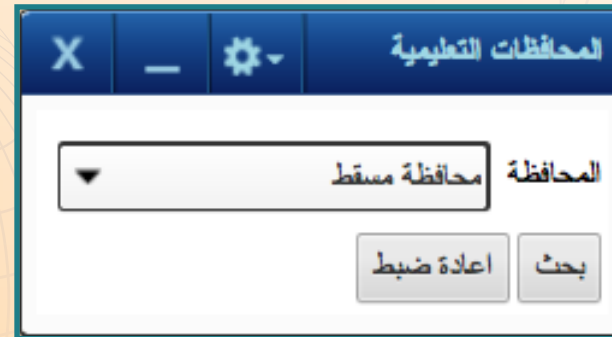 المحافظات التعليمية
X
المحافظة محافظة مسقط
بحث اعادة ضبط